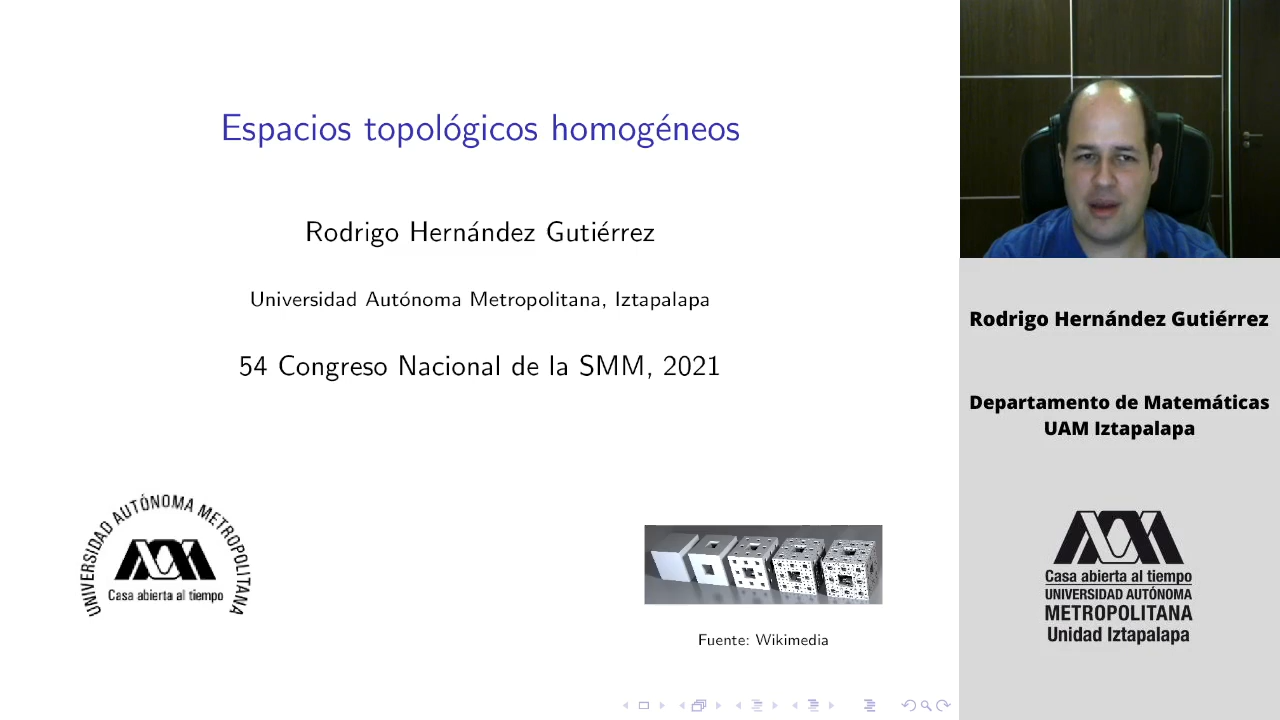 Espacios topológicos homogéneos
Rodrigo Hernández Gutiérrez
Universidad Autónoma Metropolitana, Iztapalapa
54 Congreso Nacional de la SMM, 2021
UNIVERSIDAD AUTÓNOMA METROPOLITANA
Casa abierta al tiempo
Fuente: Wikimedia
Rodrigo Hernández Gutiérrez
Departamento de Matemáticas
UAM Iztapalapa
Casa abierta al tiempo
UNIVERSIDAD AUTÓNOMA
METROPOLITANA
Unidad Iztapalapa